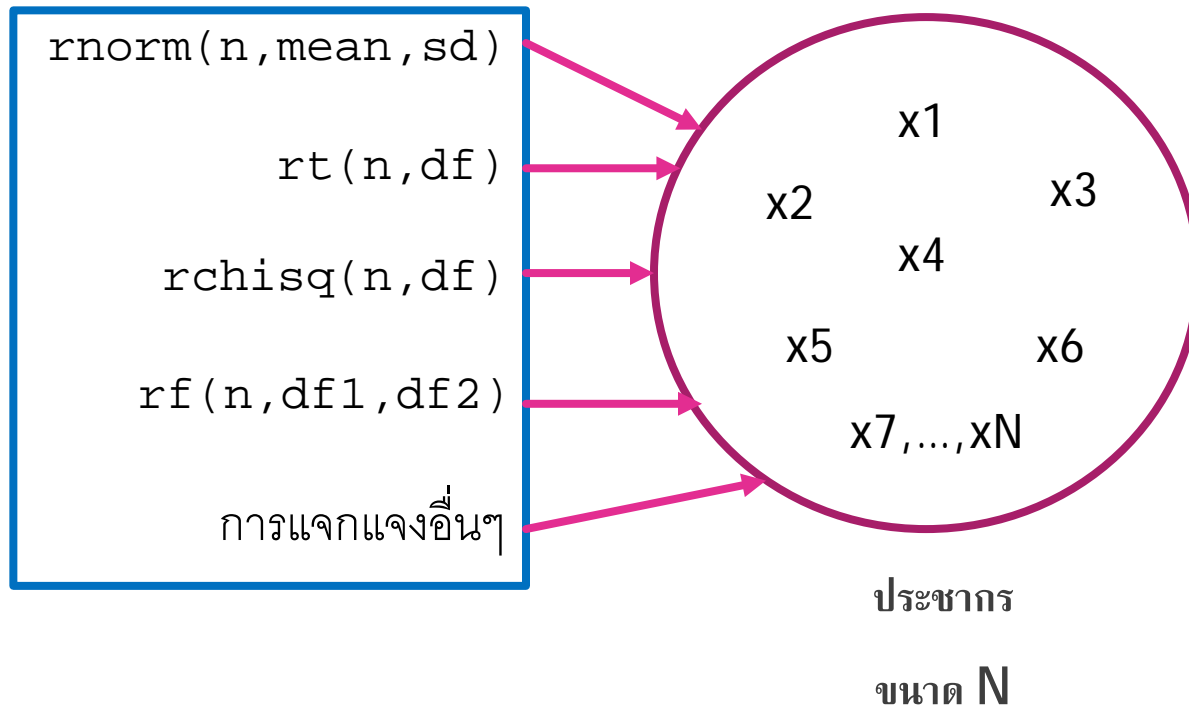 rnorm(n,mean,sd)
rt(n,df)
rchisq(n,df)
rf(n,df1,df2)
การแจกแจงอื่นๆ
x1
x2
x3
x4
x5
x6
x7,...,xN
ประชากร
ขนาด N